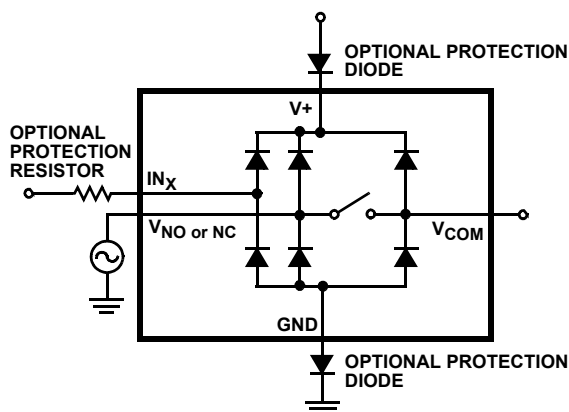 OPTIONAL PROTECTION
DIODE
V+
OPTIONAL
PROTECTION
RESISTOR
INX
VNO or NC
VCOM
GND
OPTIONAL PROTECTION
DIODE